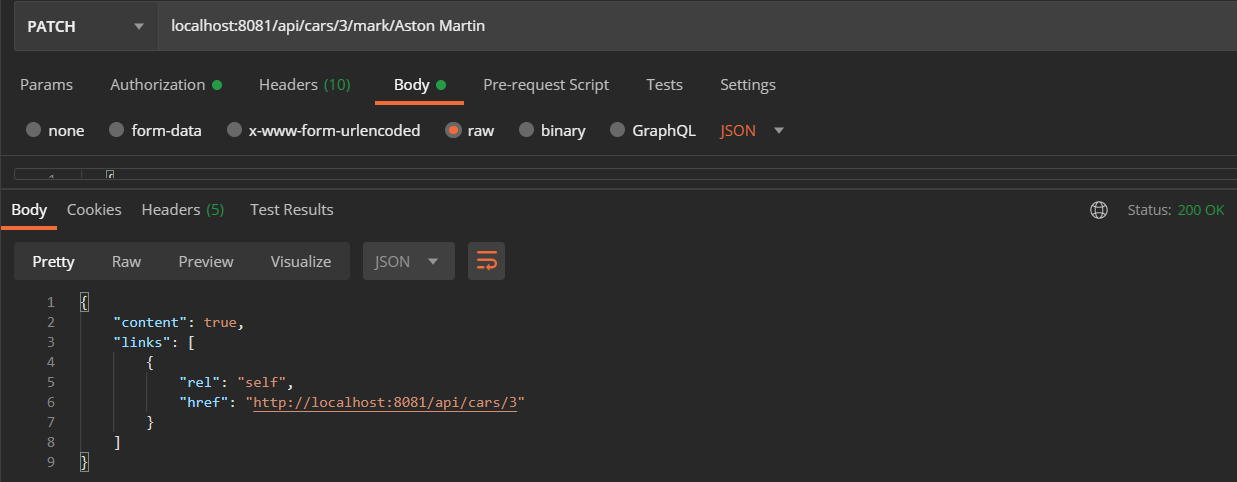 PATCH localhost:8081/api/cars/3/mark/Aston Martin
Params Authorization Headers (10) Body Pre-request Script Tests Settings
none form-data x-www-form-urlencoded raw binary GraphQL JSON
Body Cookies Headers (5) Test Results Status: 200 OK
Pretty Raw Preview Visualize JSON
1 {
2 "content": true,
3 "links": [
4 {
5 "rel": "self",
6 "href": "http://localhost:8081/api/cars/3"
7 }
8 ]
9 }